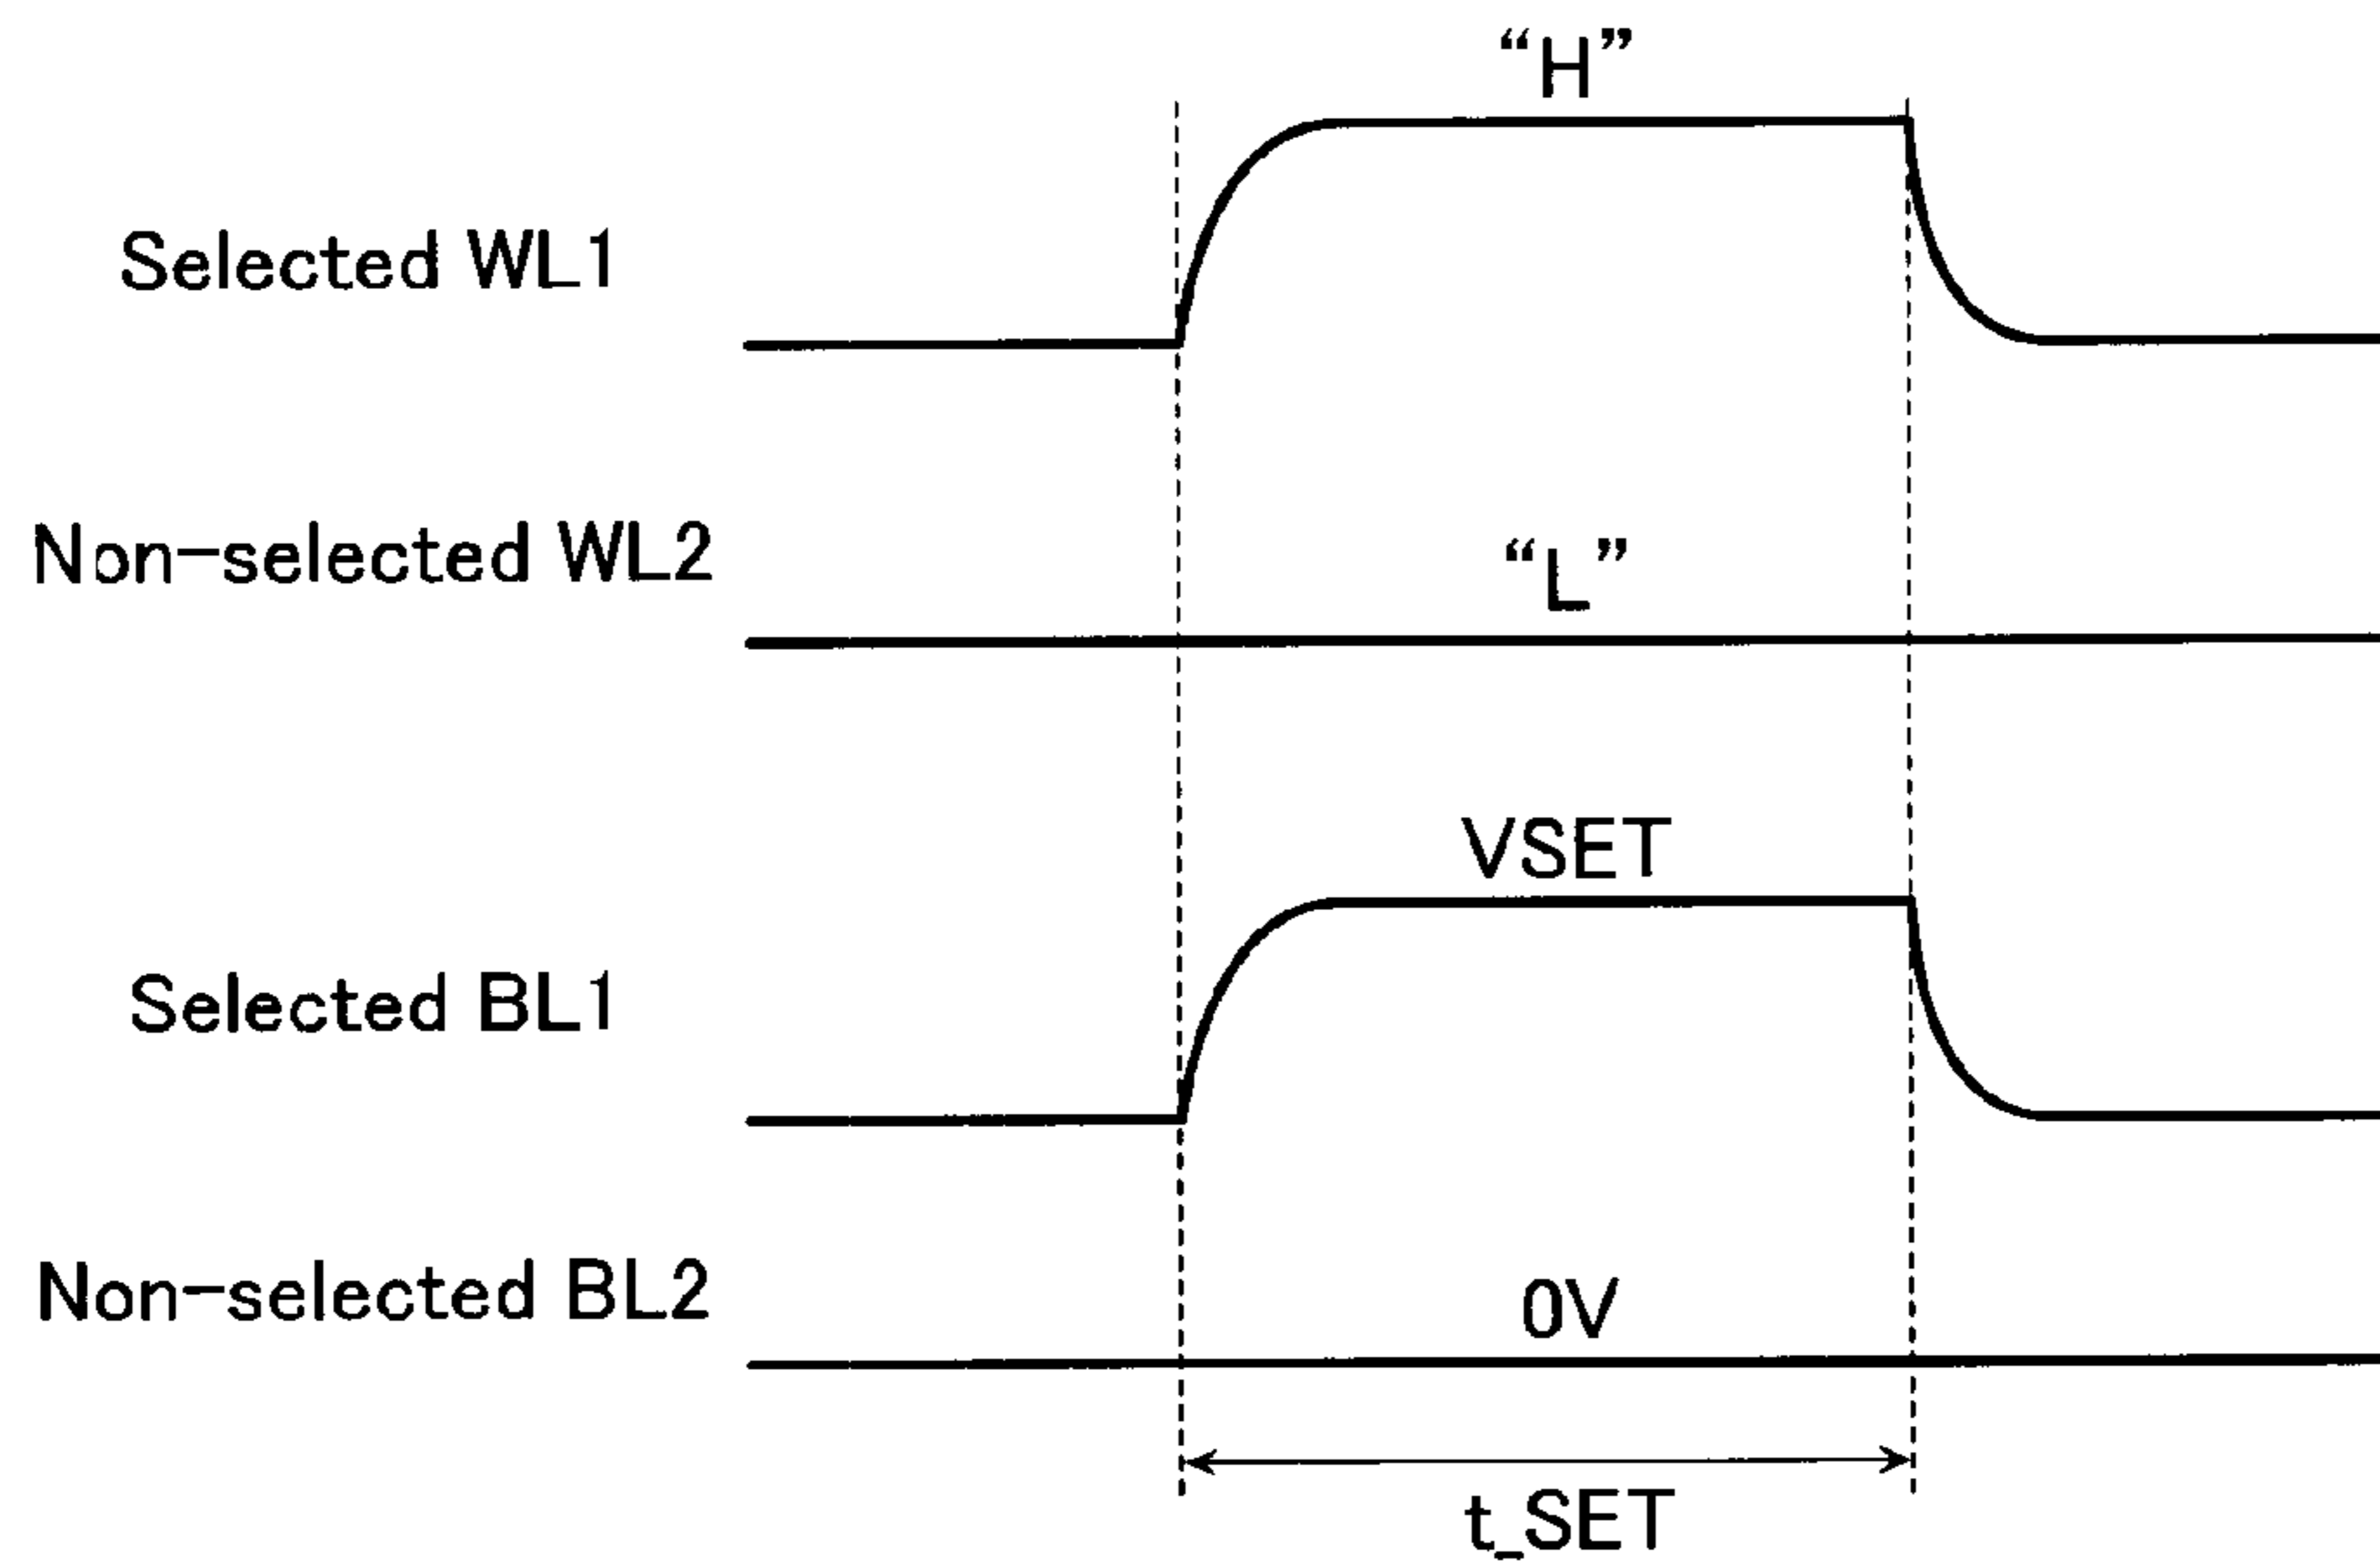 “H”
Selected WL1
Non-selected WL2
“L”
VSET
Selected BL1
Non-selected BL2
0V
t_SET